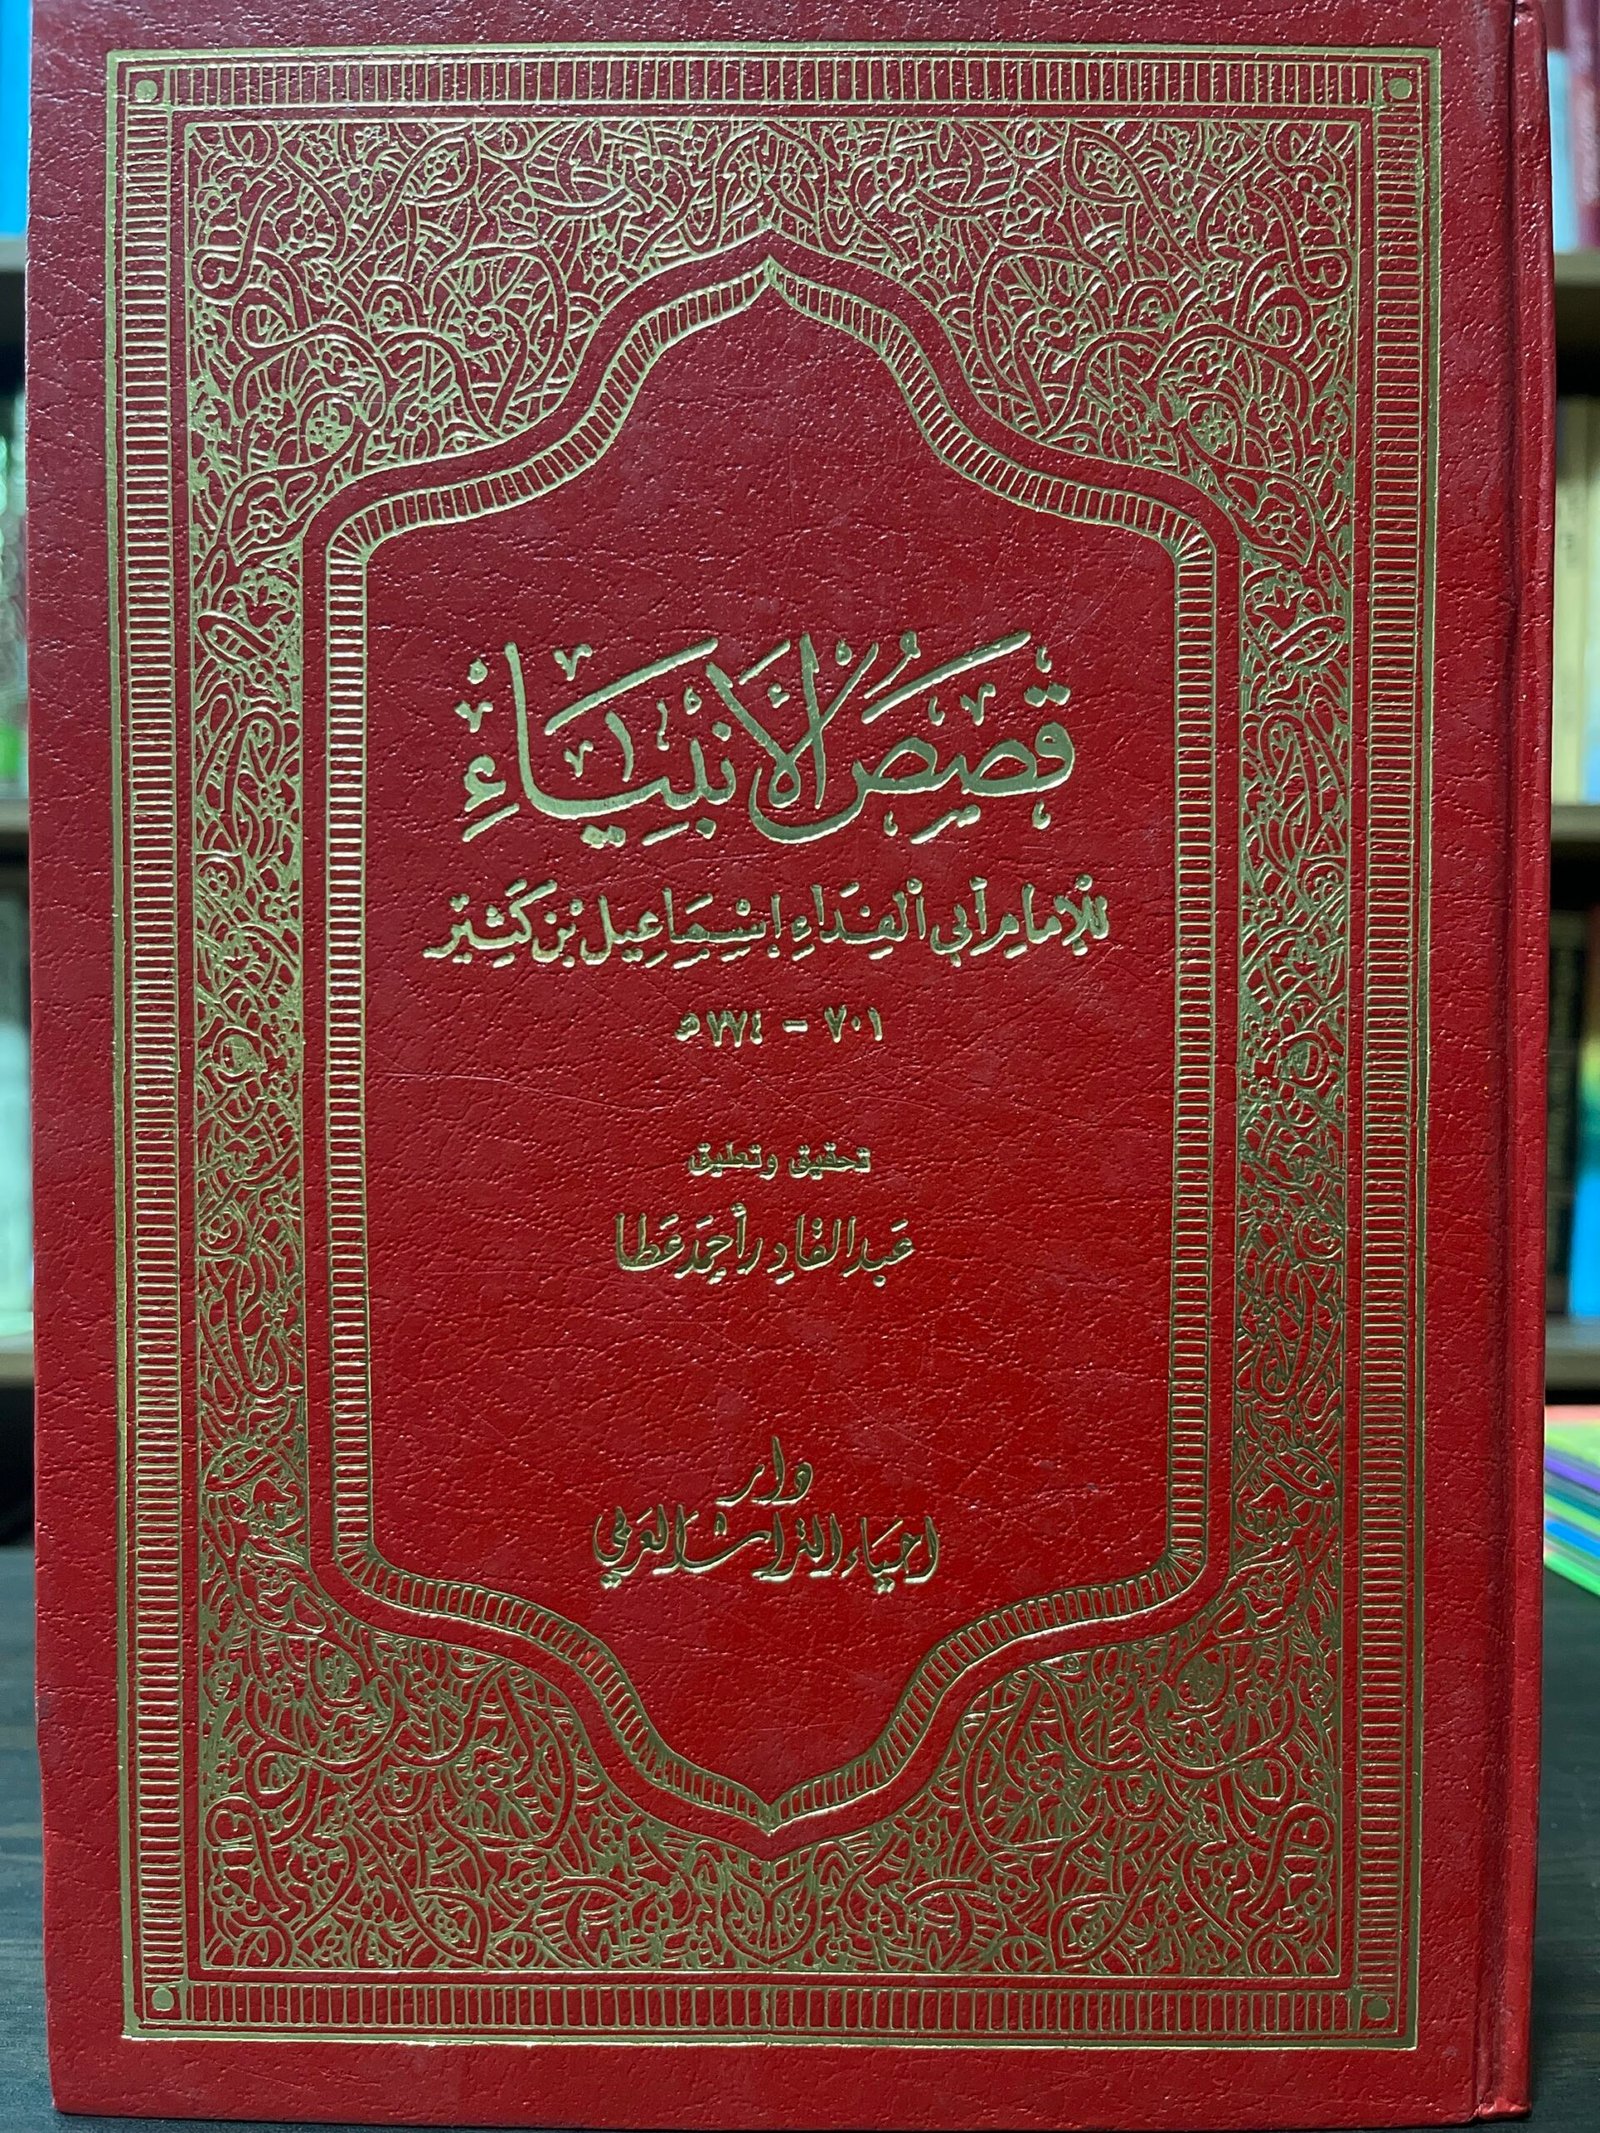 قصص الأنبياء
للإمام أبي الفداء إسماعيل بن كثير
٧٠١ - ٧٧٤ هـ
تحقيق وتعليق
عبد القادر أحمد عطا
دار
احياء التراث العربي